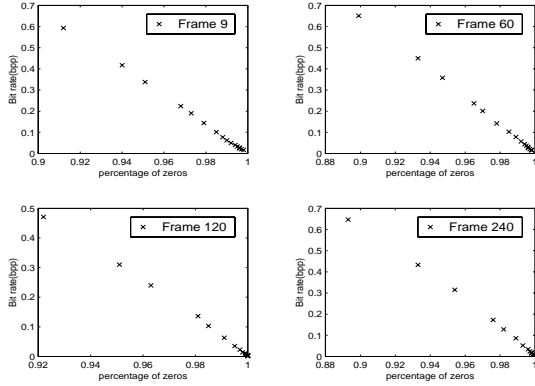 0.7
0.6
0.5
0.4
0.3
0.2
0.1
0
Bit rate(bpp)
Frame 9
0.9 0.92 0.94 0.96 0.98 1
percentage of zeros
0.7
0.6
0.5
0.4
0.3
0.2
0.1
0
Bit rate(bpp)
Frame 60
0.88 0.9 0.92 0.94 0.96 0.98 1
percentage of zeros
0.5
0.4
0.3
0.2
0.1
0
Bit rate(bpp)
Frame 120
0.92 0.94 0.96 0.98 1
percentage of zeros
0.7
0.6
0.5
0.4
0.3
0.2
0.1
0
Bit rate(bpp)
Frame 240
0.88 0.9 0.92 0.94 0.96 0.98 1
percentage of zeros